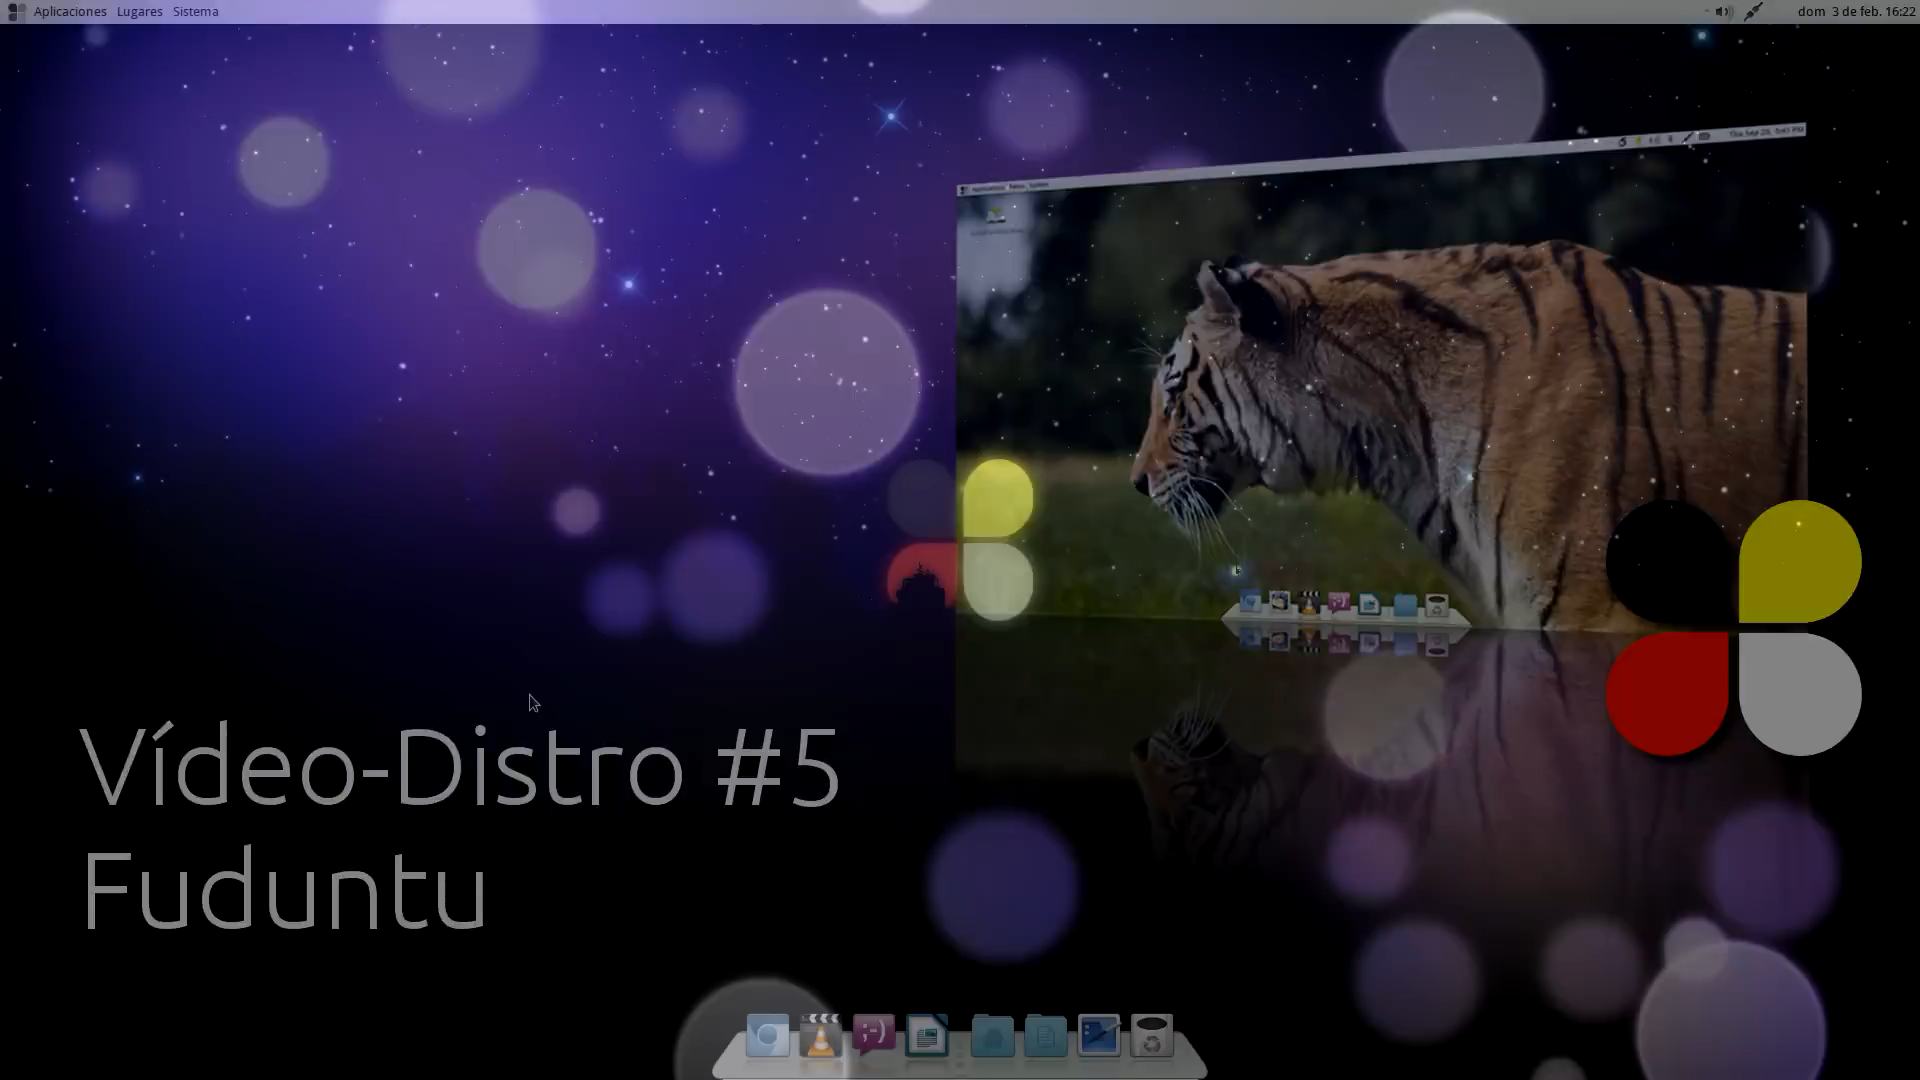 Aplicaciones Lugares Sistema
dom 3 de feb. 16:22
Vídeo-Distro #5
Fuduntu